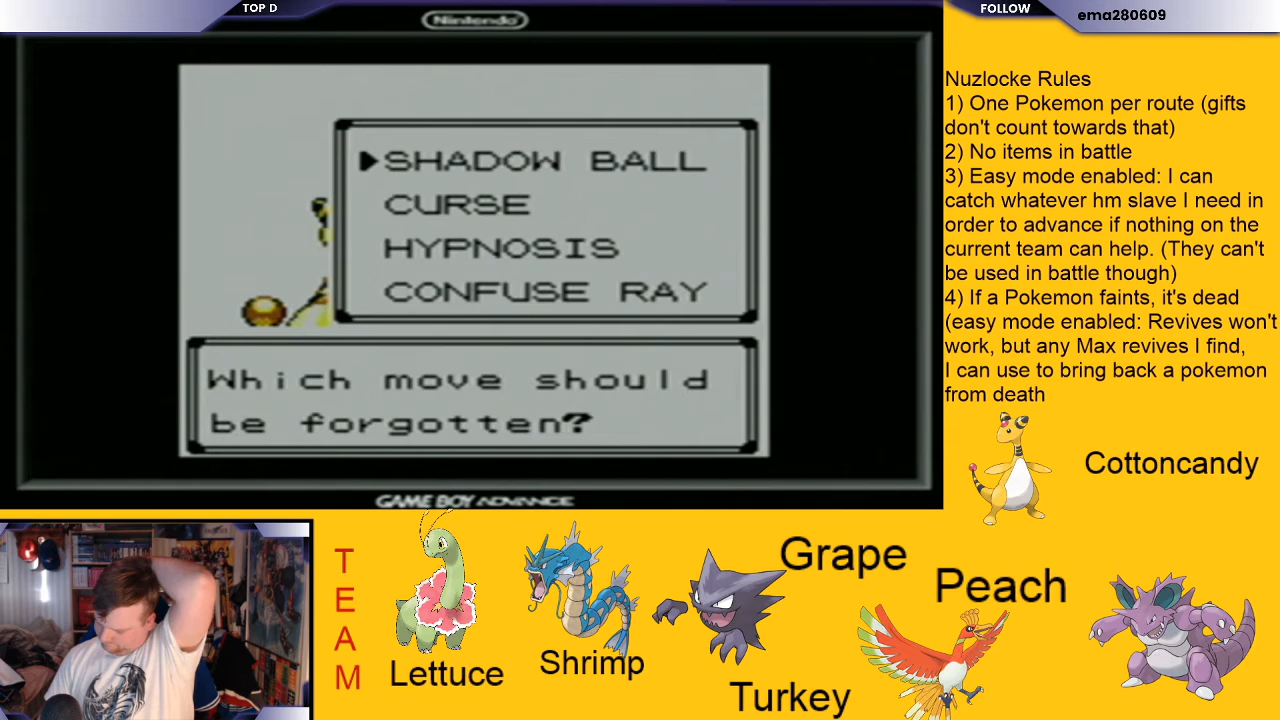 TOP D
FOLLOW
ema280609
Nintendo
SHADOW BALL
CURSE
HYPNOSIS
CONFUSE RAY
Which move should
be forgotten?
GAME BOY ADVANCE
Nuzlocke Rules
1) One Pokemon per route (gifts
don't count towards that)
2) No items in battle
3) Easy mode enabled: I can
catch whatever hm slave I need in
order to advance if nothing on the
current team can help. (They can't
be used in battle though)
4) If a Pokemon faints, it's dead
(easy mode enabled: Revives won't
work, but any Max revives I find,
I can use to bring back a pokemon
from death
Cottoncandy
TEAM
Lettuce
Shrimp
Grape
Turkey
Peach